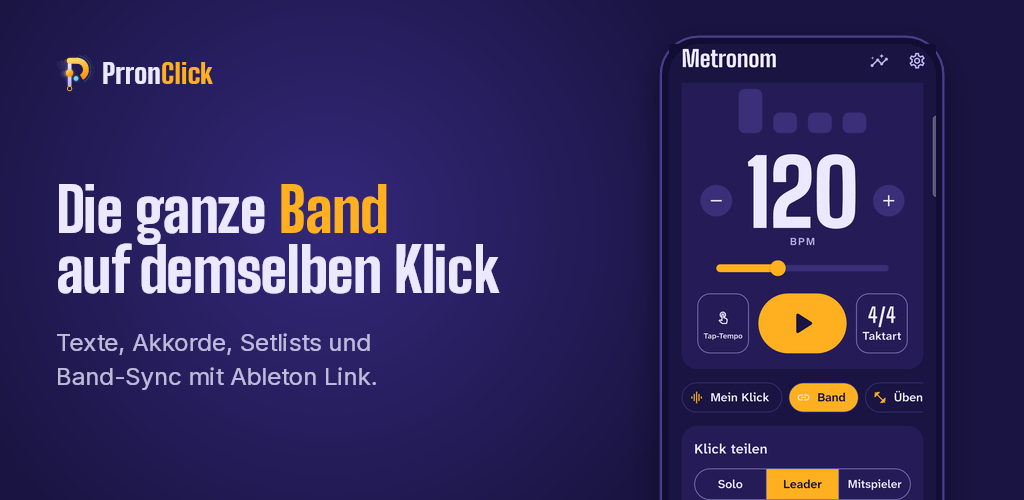 PrronClick
Die ganze Band
auf demselben Klick
Texte, Akkorde, Setlists und
Band-Sync mit Ableton Link.
Metronom
120
BPM
Tap-Tempo
4/4
Taktart
Mein Klick
Band
Üben
Klick teilen
Solo
Leader
Mitspieler